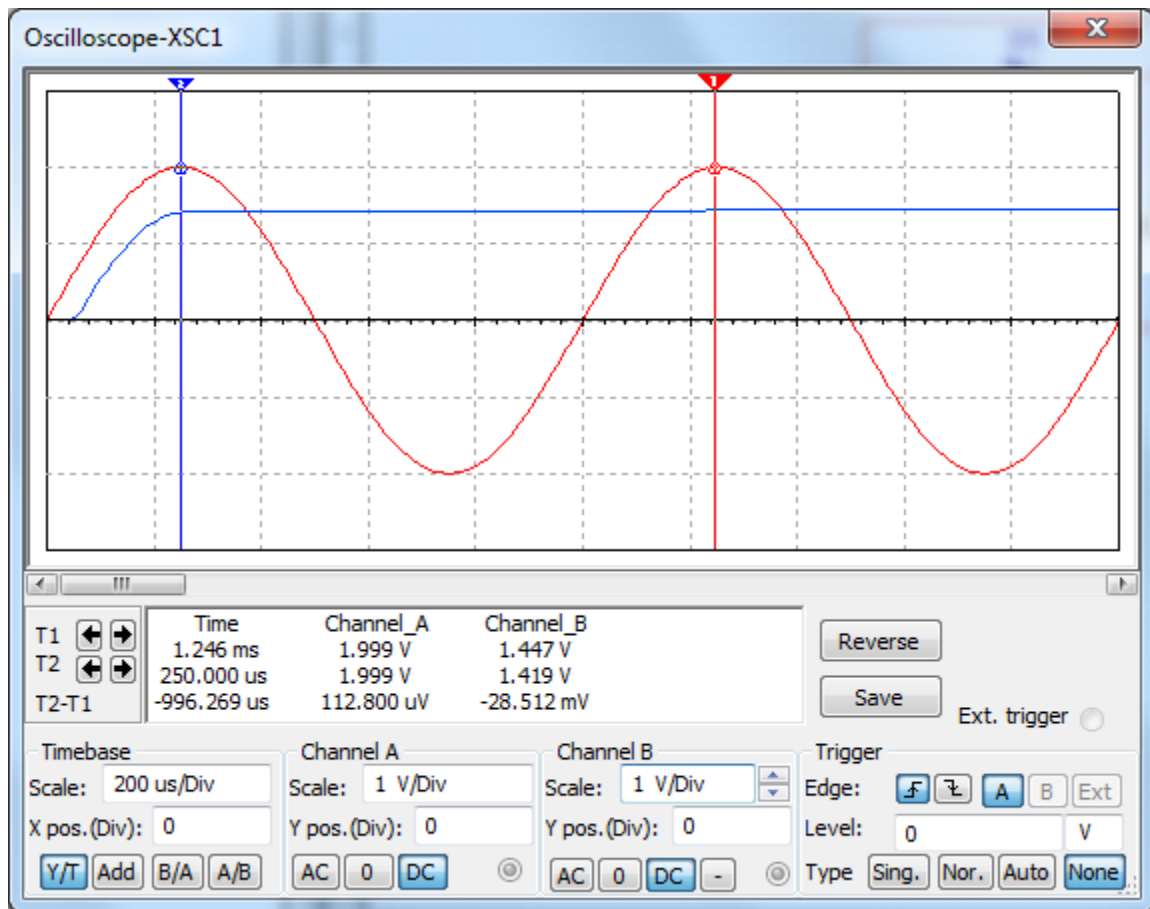 Oscilloscope-XSC1
2
1
Time Channel_A Channel_B
T1 1.246 ms 1.999 V 1.447 V
T2 250.000 us 1.999 V 1.419 V
T2-T1 -996.269 us 112.800 uV -28.512 mV
Reverse
Save
Ext. trigger
Timebase
Scale: 200 us/Div
X pos.(Div): 0
Y/T Add B/A A/B
Channel A
Scale: 1 V/Div
Y pos.(Div): 0
AC 0 DC
Channel B
Scale: 1 V/Div
Y pos.(Div): 0
AC 0 DC -
Trigger
Edge: A B Ext
Level: 0 V
Type Sing. Nor. Auto None